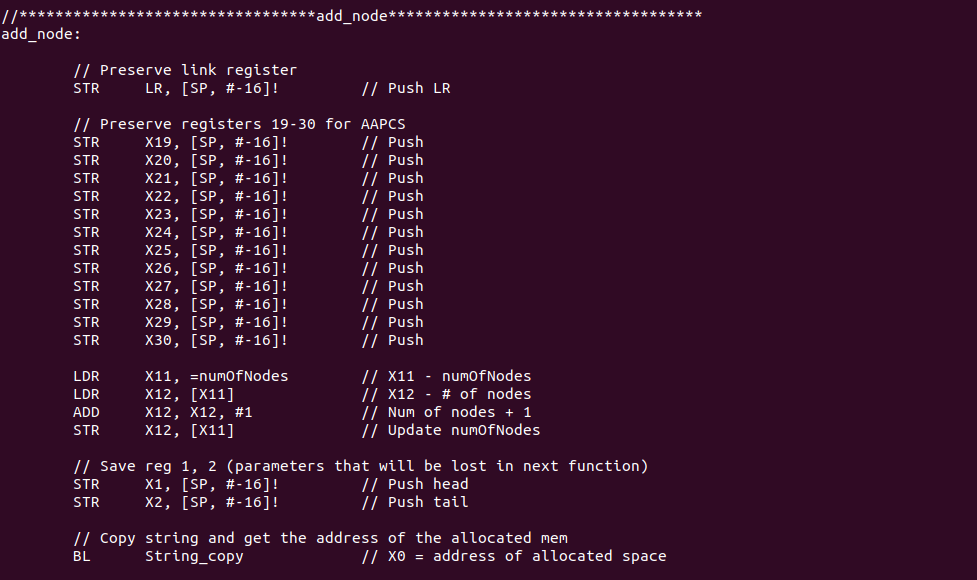 //*********************************add_node***********************************
add_node:
        // Preserve link register
        STR     LR, [SP, #-16]!         // Push LR
        // Preserve registers 19-30 for AAPCS
        STR     X19, [SP, #-16]!        // Push
        STR     X20, [SP, #-16]!        // Push
        STR     X21, [SP, #-16]!        // Push
        STR     X22, [SP, #-16]!        // Push
        STR     X23, [SP, #-16]!        // Push
        STR     X24, [SP, #-16]!        // Push
        STR     X25, [SP, #-16]!        // Push
        STR     X26, [SP, #-16]!        // Push
        STR     X27, [SP, #-16]!        // Push
        STR     X28, [SP, #-16]!        // Push
        STR     X29, [SP, #-16]!        // Push
        STR     X30, [SP, #-16]!        // Push
        LDR     X11, =numOfNodes        // X11 - numOfNodes
        LDR     X12, [X11]              // X12 - # of nodes
        ADD     X12, X12, #1            // Num of nodes + 1
        STR     X12, [X11]              // Update numOfNodes
        // Save reg 1, 2 (parameters that will be lost in next function)
        STR     X1, [SP, #-16]!         // Push head
        STR     X2, [SP, #-16]!         // Push tail
        // Copy string and get the address of the allocated mem
        BL      String_copy             // X0 = address of allocated space